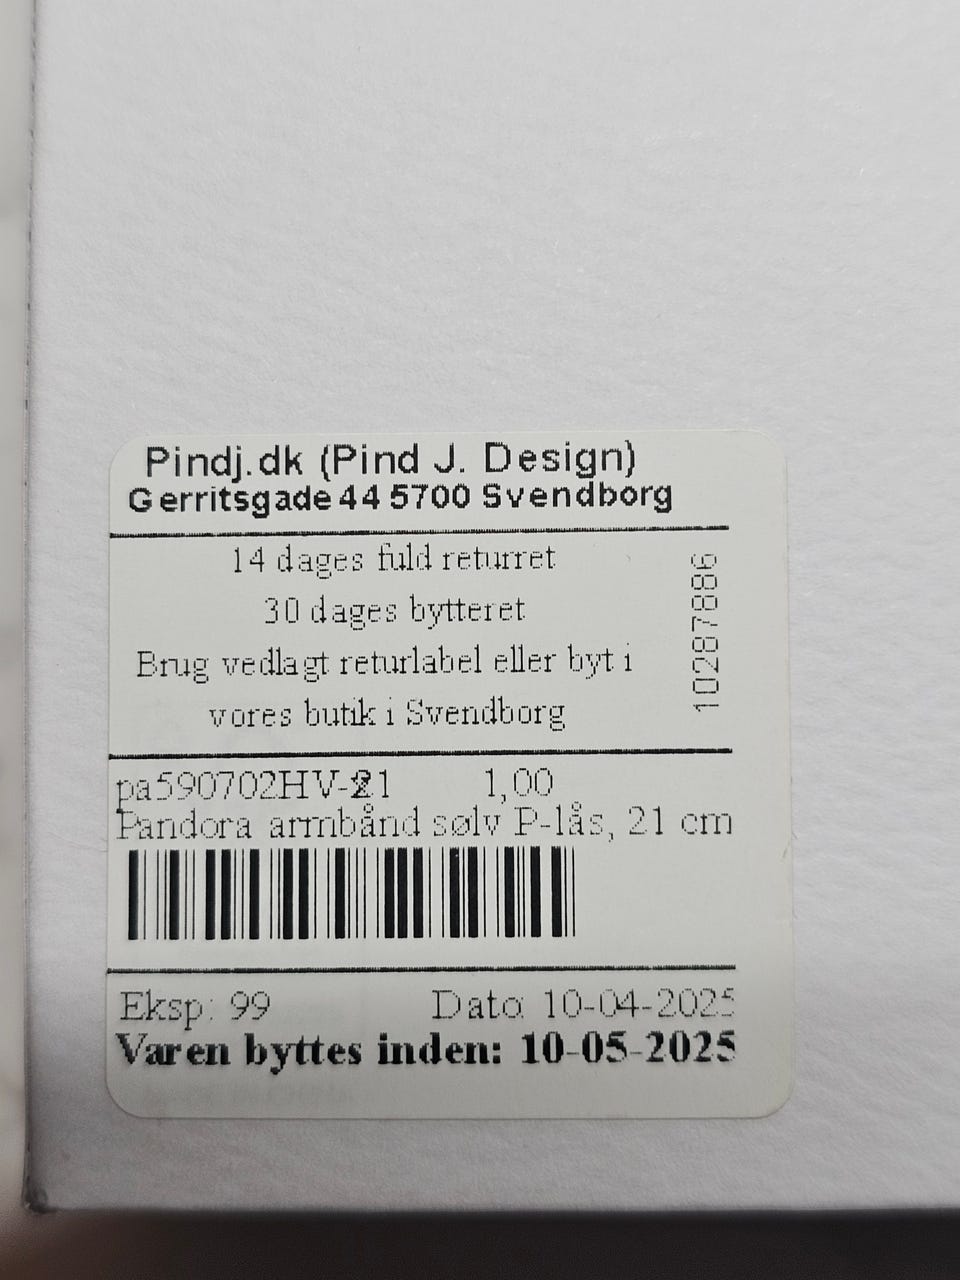 Pindj.dk (Pind J. Design)
Gerritsgade 44 5700 Svendborg
14 dages fuld returret
30 dages bytteret
Brug vedlagt returlabel eller byt i
vores butik i Svendborg
10287886
pa590702HV-21 1,00
Pandora armbånd sølv P-lås, 21 cm
Eksp: 99 Dato: 10-04-2025
Varen byttes inden: 10-05-2025